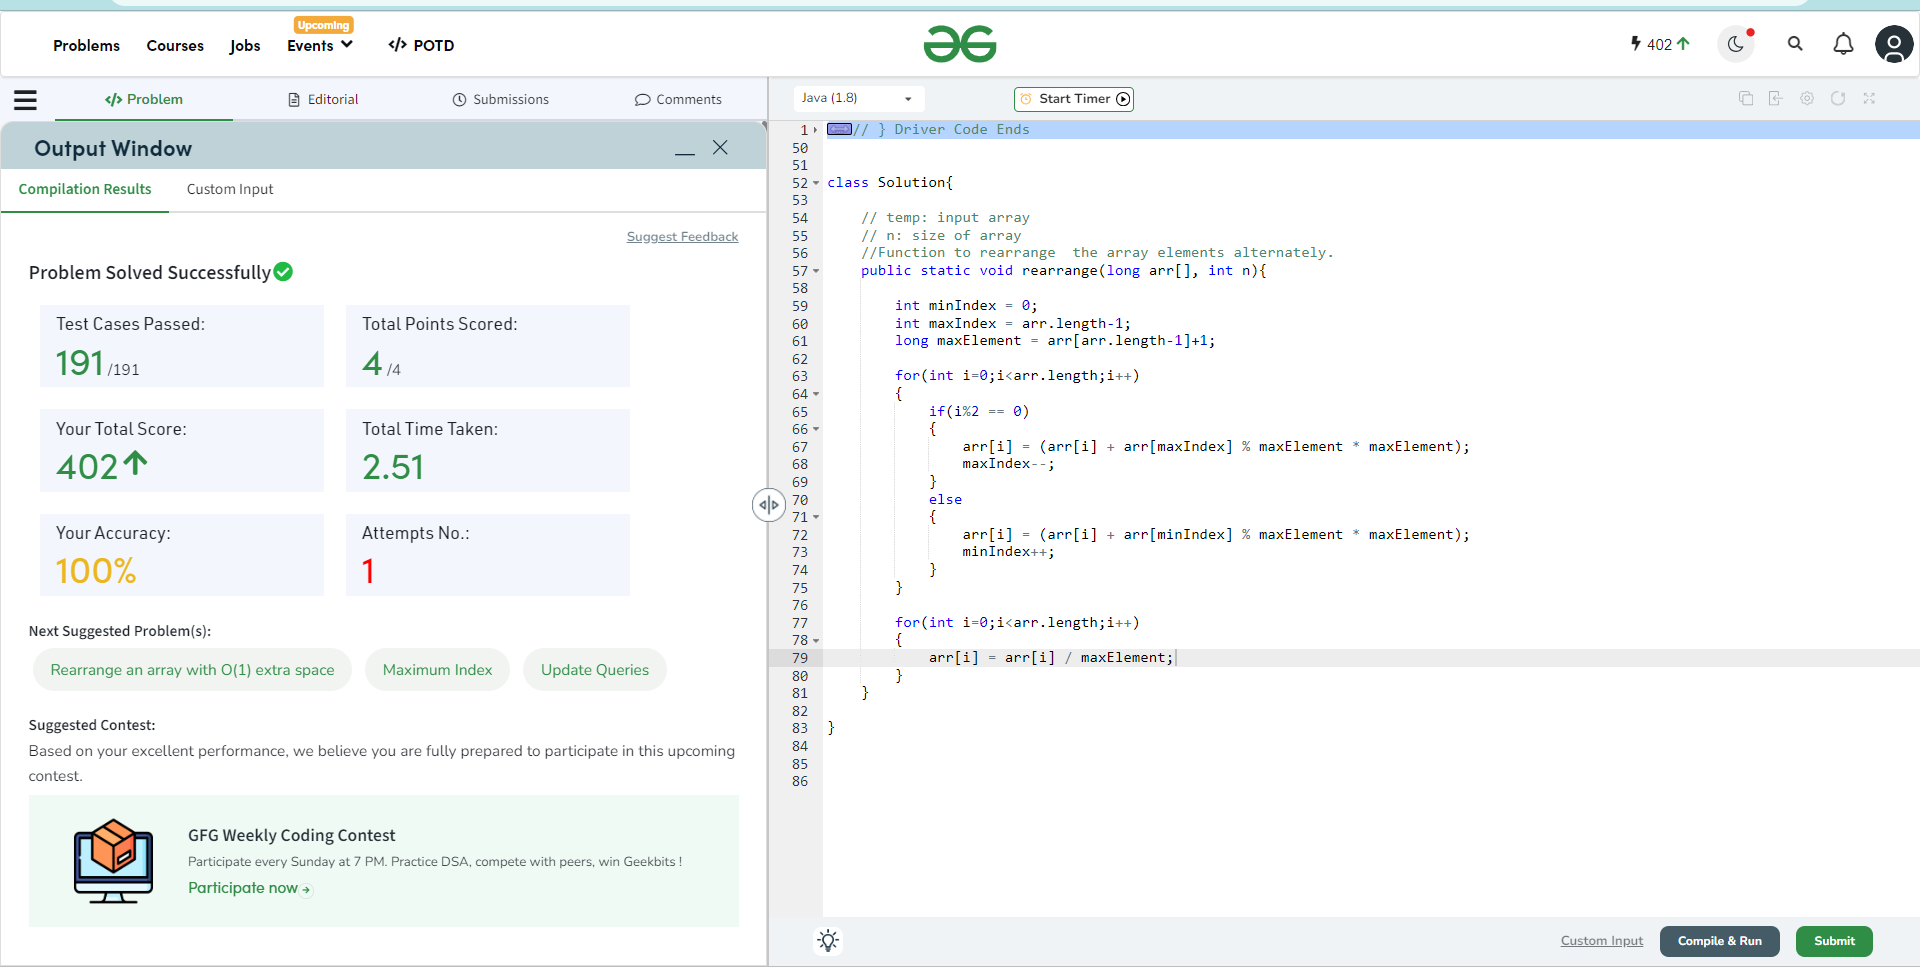 Upcoming
Problems Courses Jobs Events </> POTD
402
</> Problem Editorial Submissions Comments
Output Window
Compilation Results Custom Input
Suggest Feedback
Problem Solved Successfully
Test Cases Passed:
191 /191
Total Points Scored:
4 /4
Your Total Score:
402
Total Time Taken:
2.51
Your Accuracy:
100%
Attempts No.:
1
Next Suggested Problem(s):
Rearrange an array with O(1) extra space Maximum Index Update Queries
Suggested Contest:
Based on your excellent performance, we believe you are fully prepared to participate in this upcoming
contest.
GFG Weekly Coding Contest
Participate every Sunday at 7 PM. Practice DSA, compete with peers, win Geekbits !
Participate now
Java (1.8) Start Timer
1 // } Driver Code Ends
50
51
52 class Solution{
53
54     // temp: input array
55     // n: size of array
56     //Function to rearrange  the array elements alternately.
57     public static void rearrange(long arr[], int n){
58
59         int minIndex = 0;
60         int maxIndex = arr.length-1;
61         long maxElement = arr[arr.length-1]+1;
62
63         for(int i=0;i<arr.length;i++)
64         {
65             if(i%2 == 0)
66             {
67                 arr[i] = (arr[i] + arr[maxIndex] % maxElement * maxElement);
68                 maxIndex--;
69             }
70             else
71             {
72                 arr[i] = (arr[i] + arr[minIndex] % maxElement * maxElement);
73                 minIndex++;
74             }
75         }
76
77         for(int i=0;i<arr.length;i++)
78         {
79             arr[i] = arr[i] / maxElement;
80         }
81     }
82
83 }
84
85
86
Custom Input Compile & Run Submit